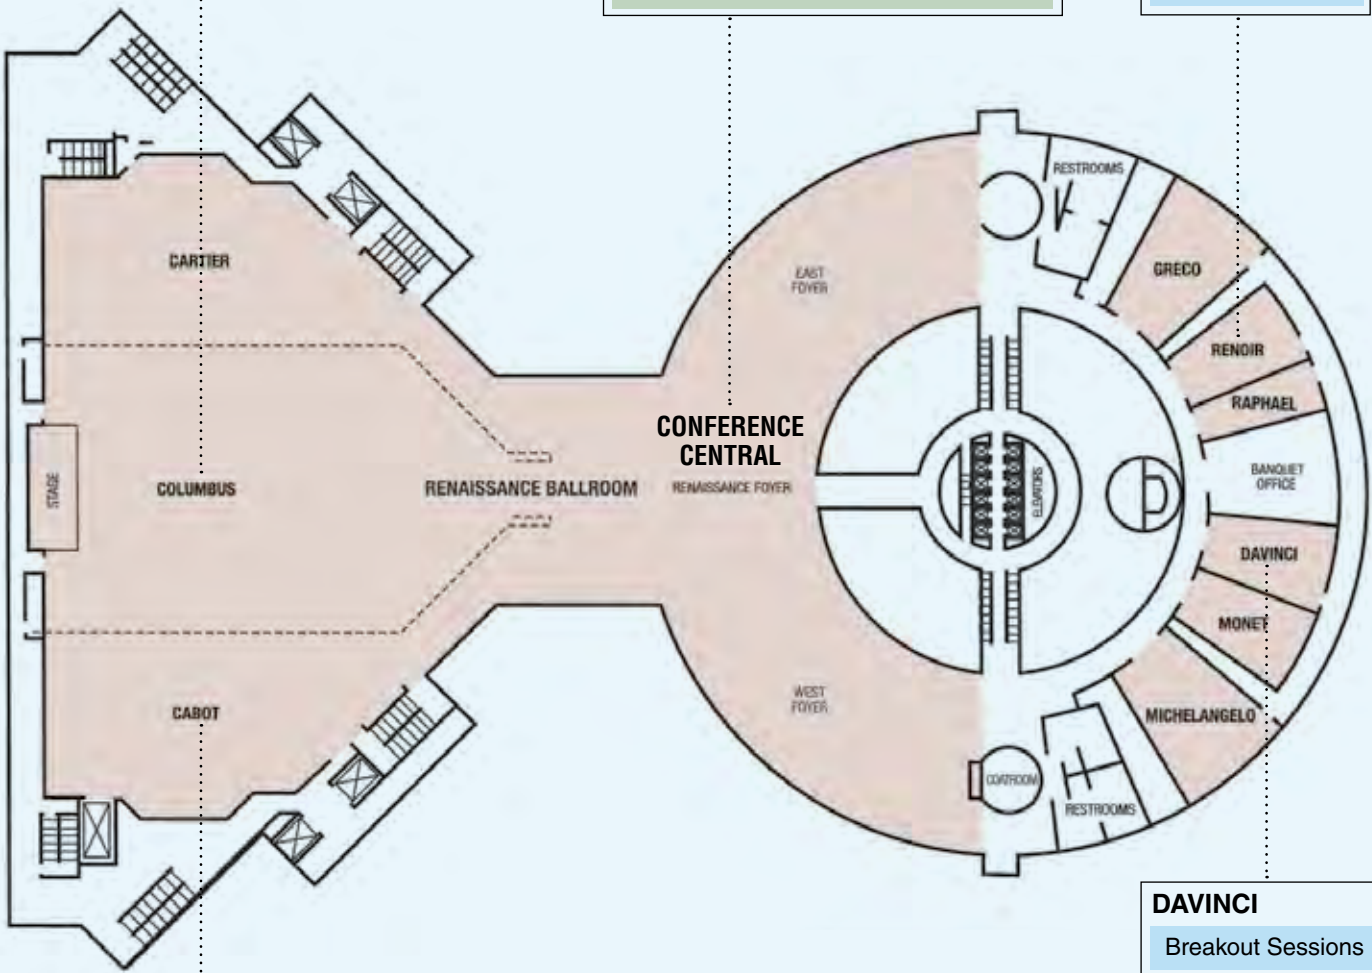 RESTROOMS
CARTIER
GRECO
EAST
FOYER
RENOIR
RAPHAEL
CONFERENCE
CENTRAL
STAGE
COLUMBUS
RENAISSANCE BALLROOM
RENAISSANCE FOYER
ELEVATORS
BANQUET
OFFICE
DAVINCI
MONET
WEST
FOYER
CABOT
MICHELANGELO
COATROOM
RESTROOMS
DAVINCI
Breakout Sessions